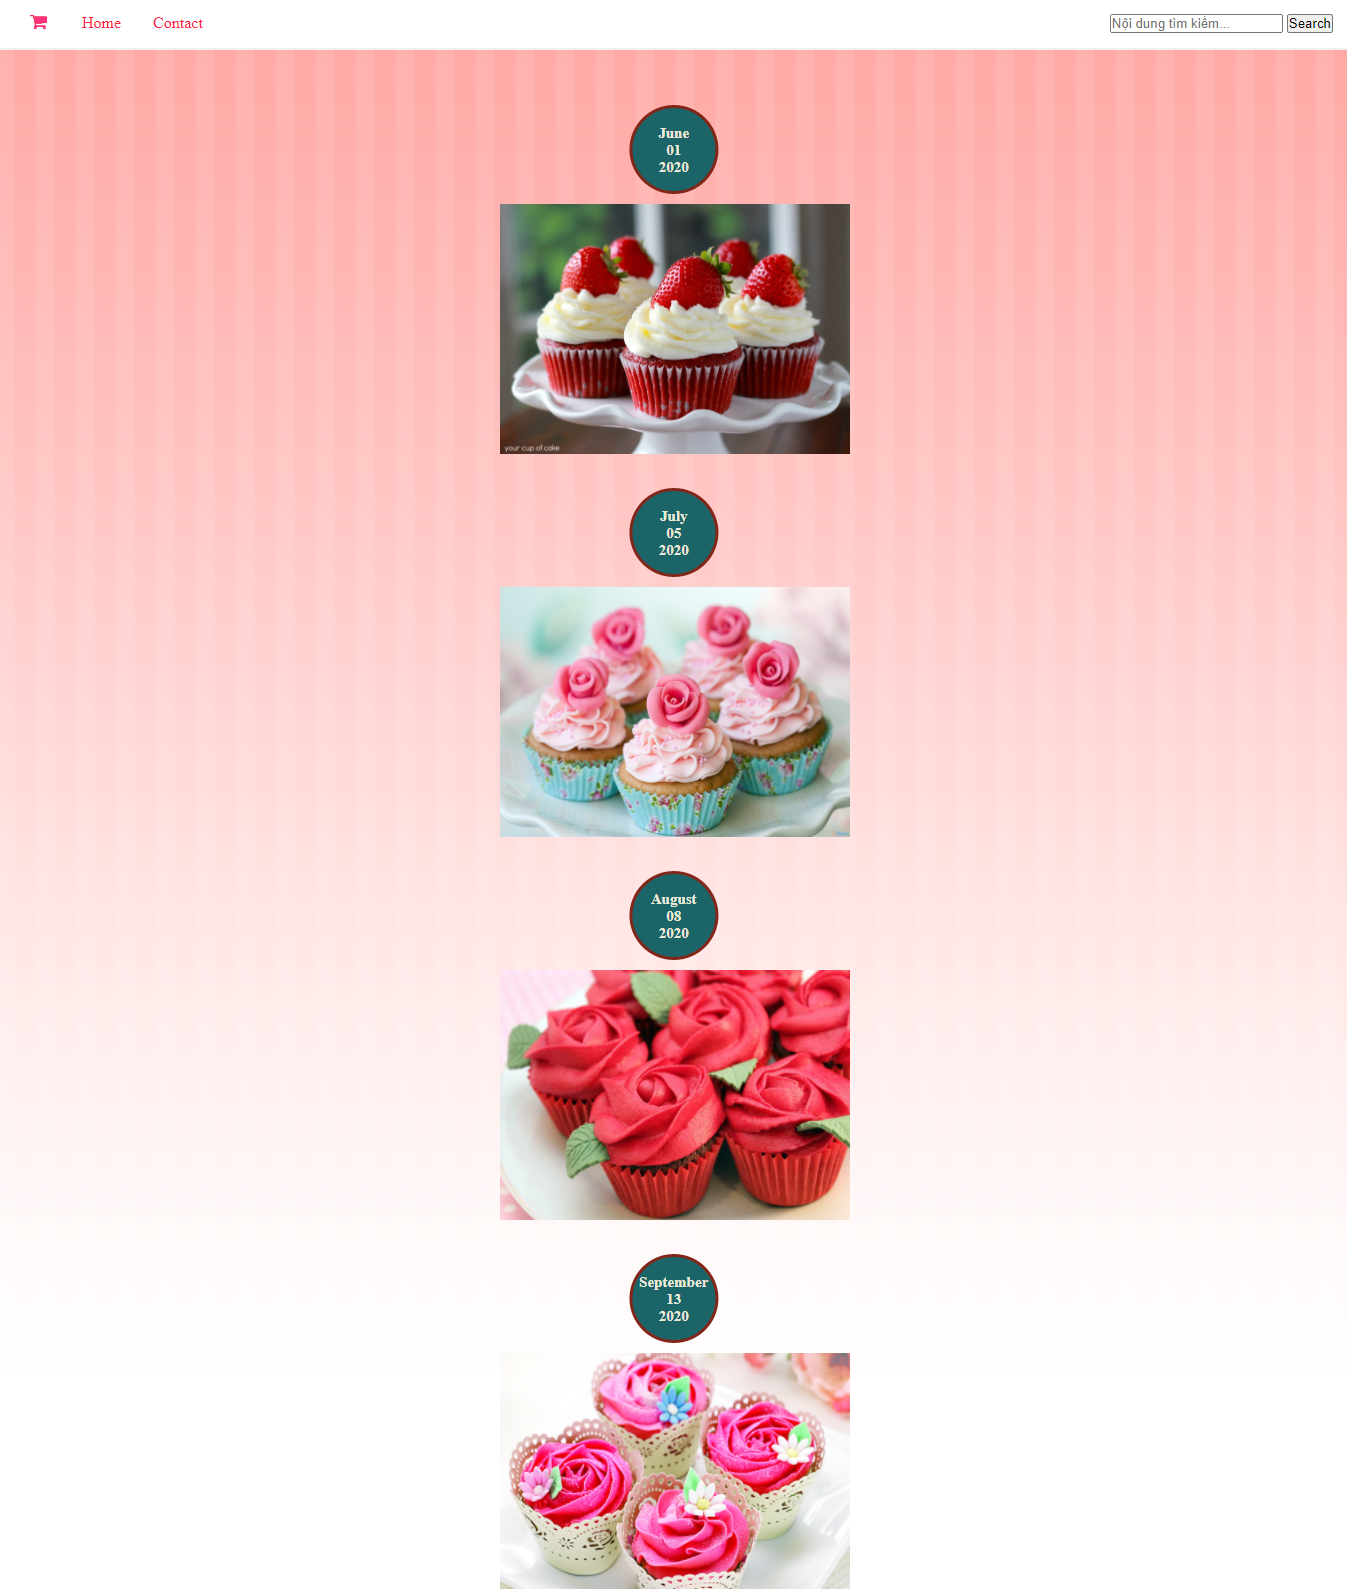 Home Contact Nội dung tìm kiếm... Search
June
01
2020
your cup of cake
July
05
2020
August
08
2020
September
13
2020